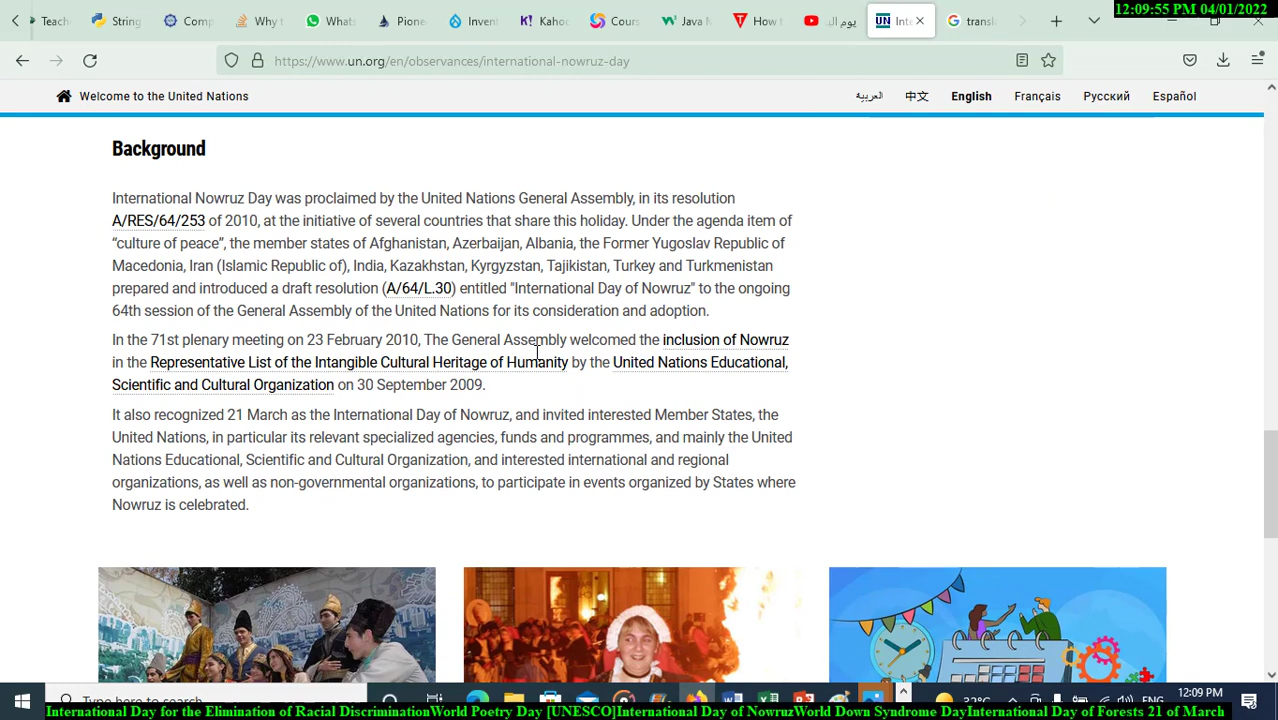 12:09:55 PM 04/01/2022
Teach
String
Comp
Why t
Whats
Pione
Inven
Kaho
Cours
Java M
How t
يوم الن
UN Inte
transl
https://www.un.org/en/observances/international-nowruz-day
Welcome to the United Nations
العربية 中文 English Français Русский Español
Background
International Nowruz Day was proclaimed by the United Nations General Assembly, in its resolution
A/RES/64/253 of 2010, at the initiative of several countries that share this holiday. Under the agenda item of
“culture of peace”, the member states of Afghanistan, Azerbaijan, Albania, the Former Yugoslav Republic of
Macedonia, Iran (Islamic Republic of), India, Kazakhstan, Kyrgyzstan, Tajikistan, Turkey and Turkmenistan
prepared and introduced a draft resolution (A/64/L.30) entitled "International Day of Nowruz" to the ongoing
64th session of the General Assembly of the United Nations for its consideration and adoption.
In the 71st plenary meeting on 23 February 2010, The General Assembly welcomed the inclusion of Nowruz
in the Representative List of the Intangible Cultural Heritage of Humanity by the United Nations Educational,
Scientific and Cultural Organization on 30 September 2009.
It also recognized 21 March as the International Day of Nowruz, and invited interested Member States, the
United Nations, in particular its relevant specialized agencies, funds and programmes, and mainly the United
Nations Educational, Scientific and Cultural Organization, and interested international and regional
organizations, as well as non-governmental organizations, to participate in events organized by States where
Nowruz is celebrated.
Type here to search
32°C
ENG
12:09 PM
International Day for the Elimination of Racial DiscriminationWorld Poetry Day [UNESCO]International Day of NowruzWorld Down Syndrome DayInternational Day of Forests 21 of March